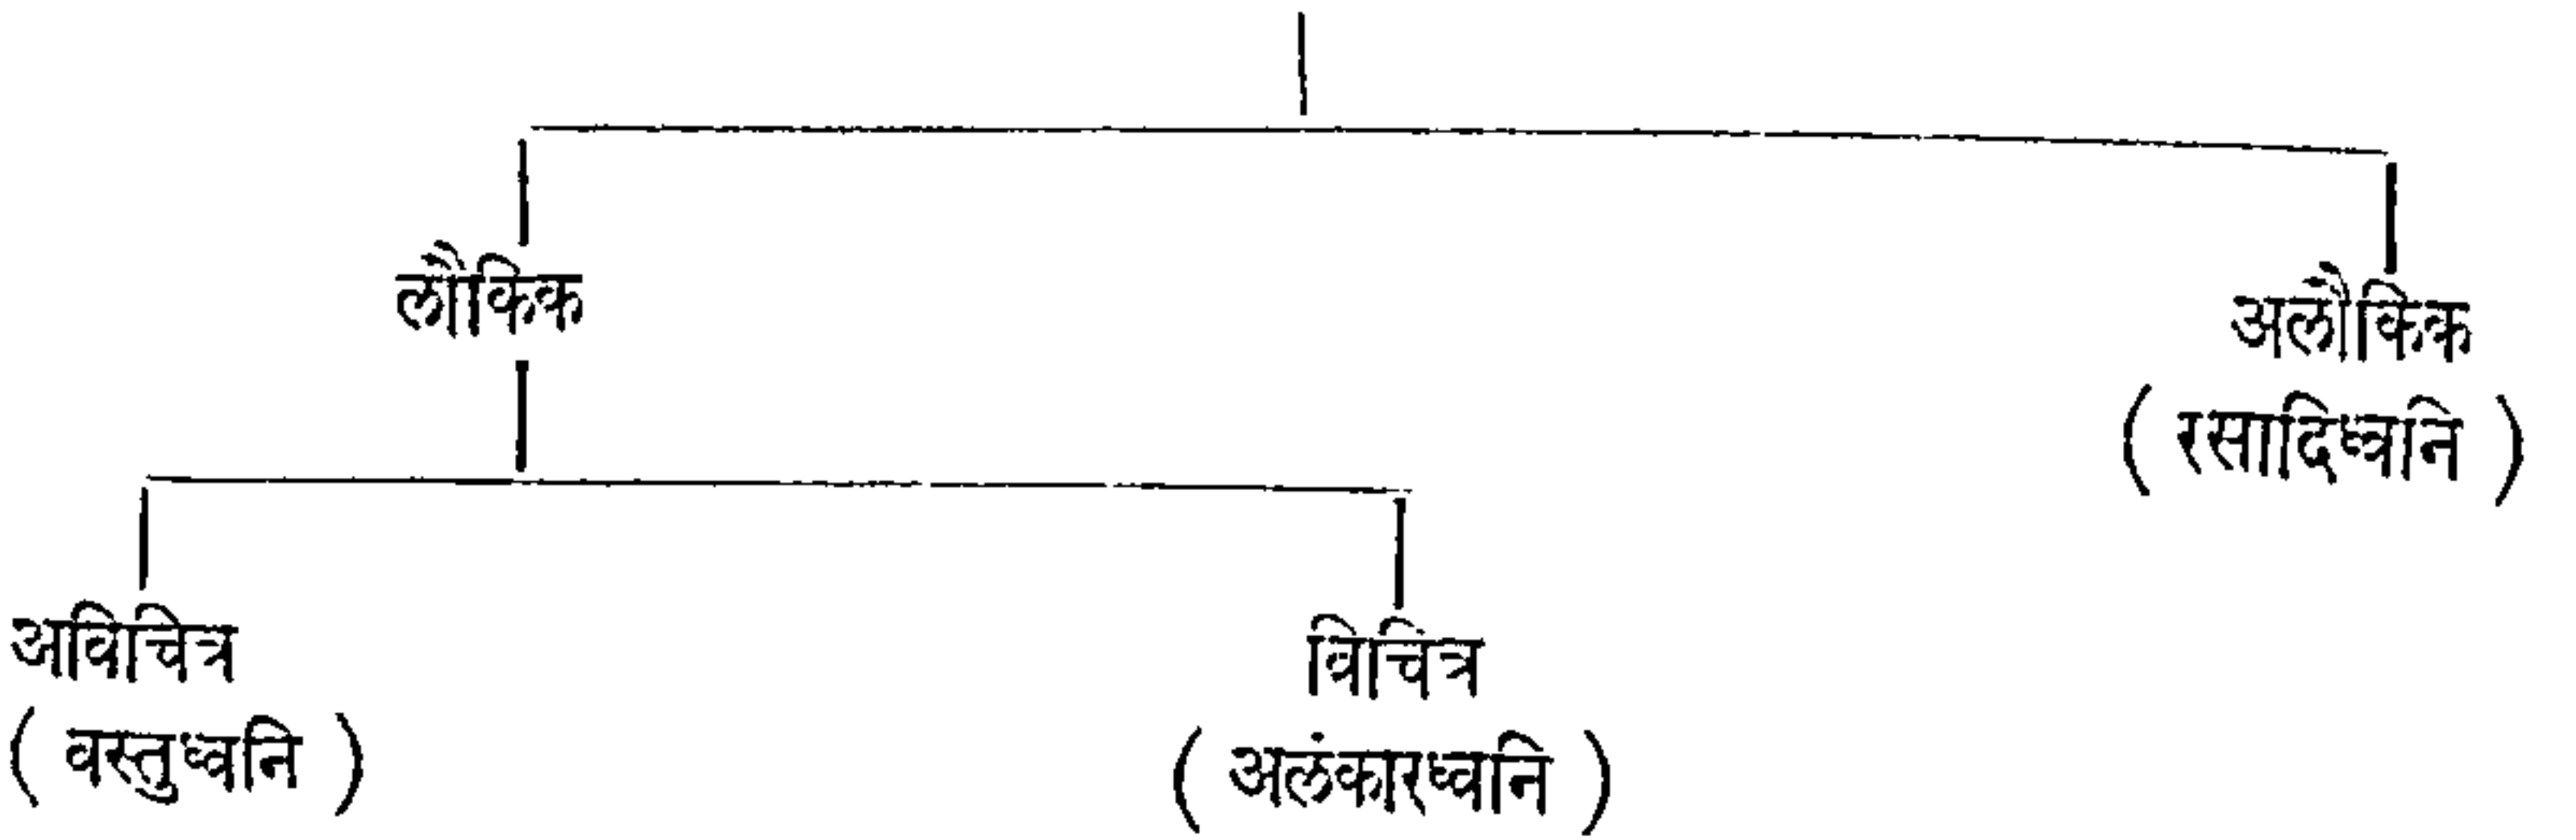 लौकिक
अलौकिक
( रसादिध्वनि )
अविचित्र
( वस्तुध्वनि )
विचित्र
( अलंकारध्वनि )